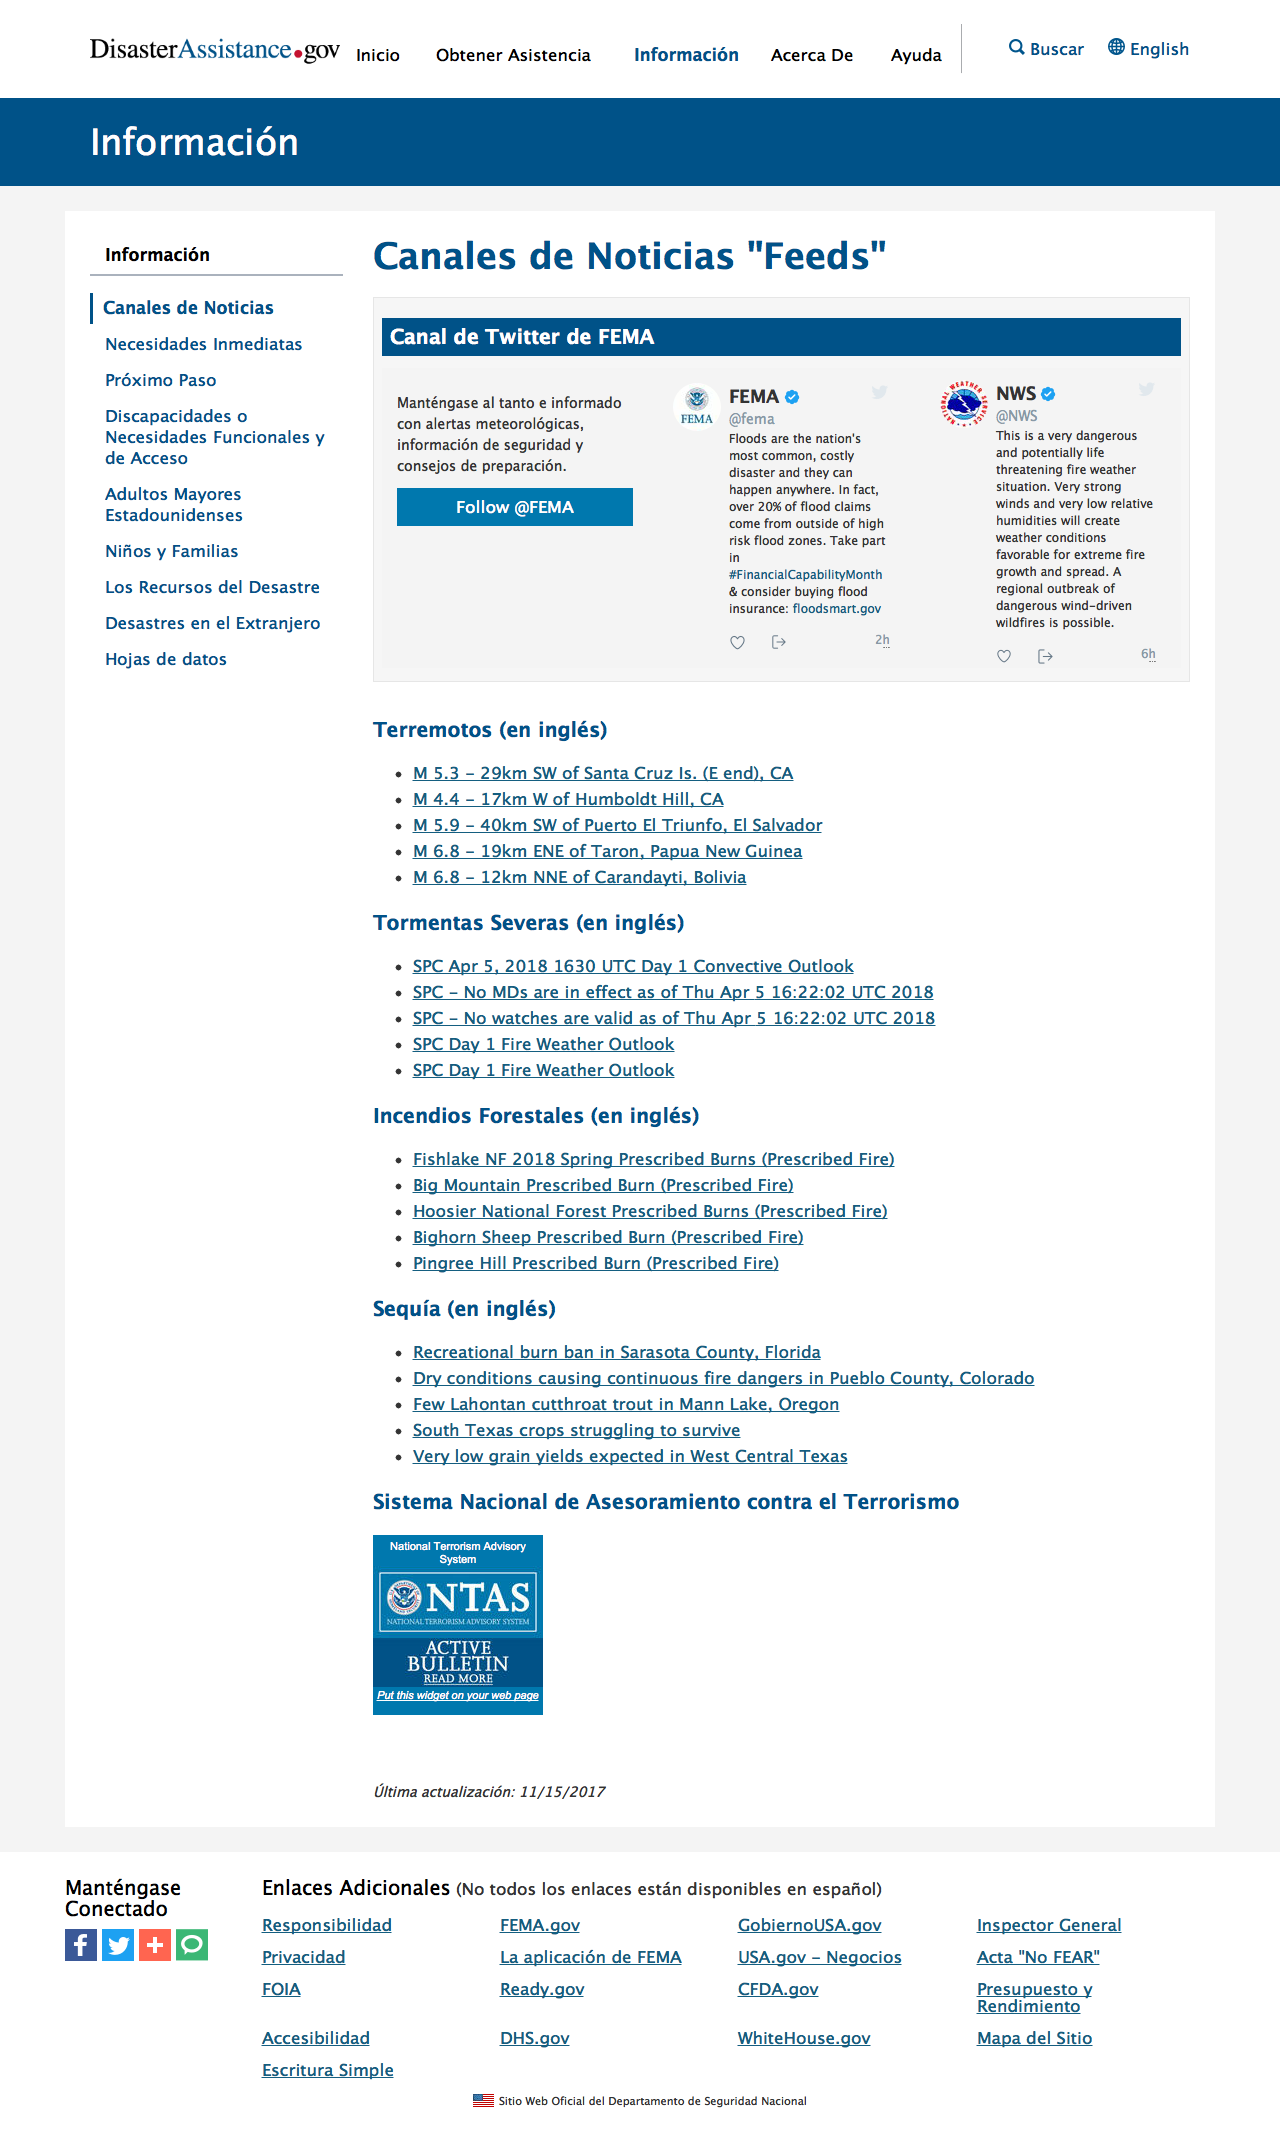 DisasterAssistance.gov
Inicio
Obtener Asistencia
Información
Acerca De
Ayuda
Buscar
English
Información
Información
Canales de Noticias
Necesidades Inmediatas
Próximo Paso
Discapacidades o
Necesidades Funcionales y
de Acceso
Adultos Mayores
Estadounidenses
Niños y Familias
Los Recursos del Desastre
Desastres en el Extranjero
Hojas de datos
Canales de Noticias "Feeds"
Canal de Twitter de FEMA
Manténgase al tanto e informado
con alertas meteorológicas,
información de seguridad y
consejos de preparación.
Follow @FEMA
FEMA
FEMA
@fema
Floods are the nation's
most common, costly
disaster and they can
happen anywhere. In fact,
over 20% of flood claims
come from outside of high
risk flood zones. Take part
in
#FinancialCapabilityMonth
& consider buying flood
insurance: floodsmart.gov
2h
NWS
@NWS
This is a very dangerous
and potentially life
threatening fire weather
situation. Very strong
winds and very low relative
humidities will create
weather conditions
favorable for extreme fire
growth and spread. A
regional outbreak of
dangerous wind-driven
wildfires is possible.
6h
Terremotos (en inglés)
M 5.3 - 29km SW of Santa Cruz Is. (E end), CA
M 4.4 - 17km W of Humboldt Hill, CA
M 5.9 - 40km SW of Puerto El Triunfo, El Salvador
M 6.8 - 19km ENE of Taron, Papua New Guinea
M 6.8 - 12km NNE of Carandayti, Bolivia
Tormentas Severas (en inglés)
SPC Apr 5, 2018 1630 UTC Day 1 Convective Outlook
SPC - No MDs are in effect as of Thu Apr 5 16:22:02 UTC 2018
SPC - No watches are valid as of Thu Apr 5 16:22:02 UTC 2018
SPC Day 1 Fire Weather Outlook
SPC Day 1 Fire Weather Outlook
Incendios Forestales (en inglés)
Fishlake NF 2018 Spring Prescribed Burns (Prescribed Fire)
Big Mountain Prescribed Burn (Prescribed Fire)
Hoosier National Forest Prescribed Burns (Prescribed Fire)
Bighorn Sheep Prescribed Burn (Prescribed Fire)
Pingree Hill Prescribed Burn (Prescribed Fire)
Sequía (en inglés)
Recreational burn ban in Sarasota County, Florida
Dry conditions causing continuous fire dangers in Pueblo County, Colorado
Few Lahontan cutthroat trout in Mann Lake, Oregon
South Texas crops struggling to survive
Very low grain yields expected in West Central Texas
Sistema Nacional de Asesoramiento contra el Terrorismo
National Terrorism Advisory
System
NTAS
NATIONAL TERRORISM ADVISORY SYSTEM
ACTIVE
BULLETIN
READ MORE
Put this widget on your web page
Última actualización: 11/15/2017
Manténgase
Conectado
Enlaces Adicionales (No todos los enlaces están disponibles en español)
Responsibilidad
FEMA.gov
GobiernoUSA.gov
Inspector General
Privacidad
La aplicación de FEMA
USA.gov - Negocios
Acta "No FEAR"
FOIA
Ready.gov
CFDA.gov
Presupuesto y
Rendimiento
Accesibilidad
DHS.gov
WhiteHouse.gov
Mapa del Sitio
Escritura Simple
Sitio Web Oficial del Departamento de Seguridad Nacional